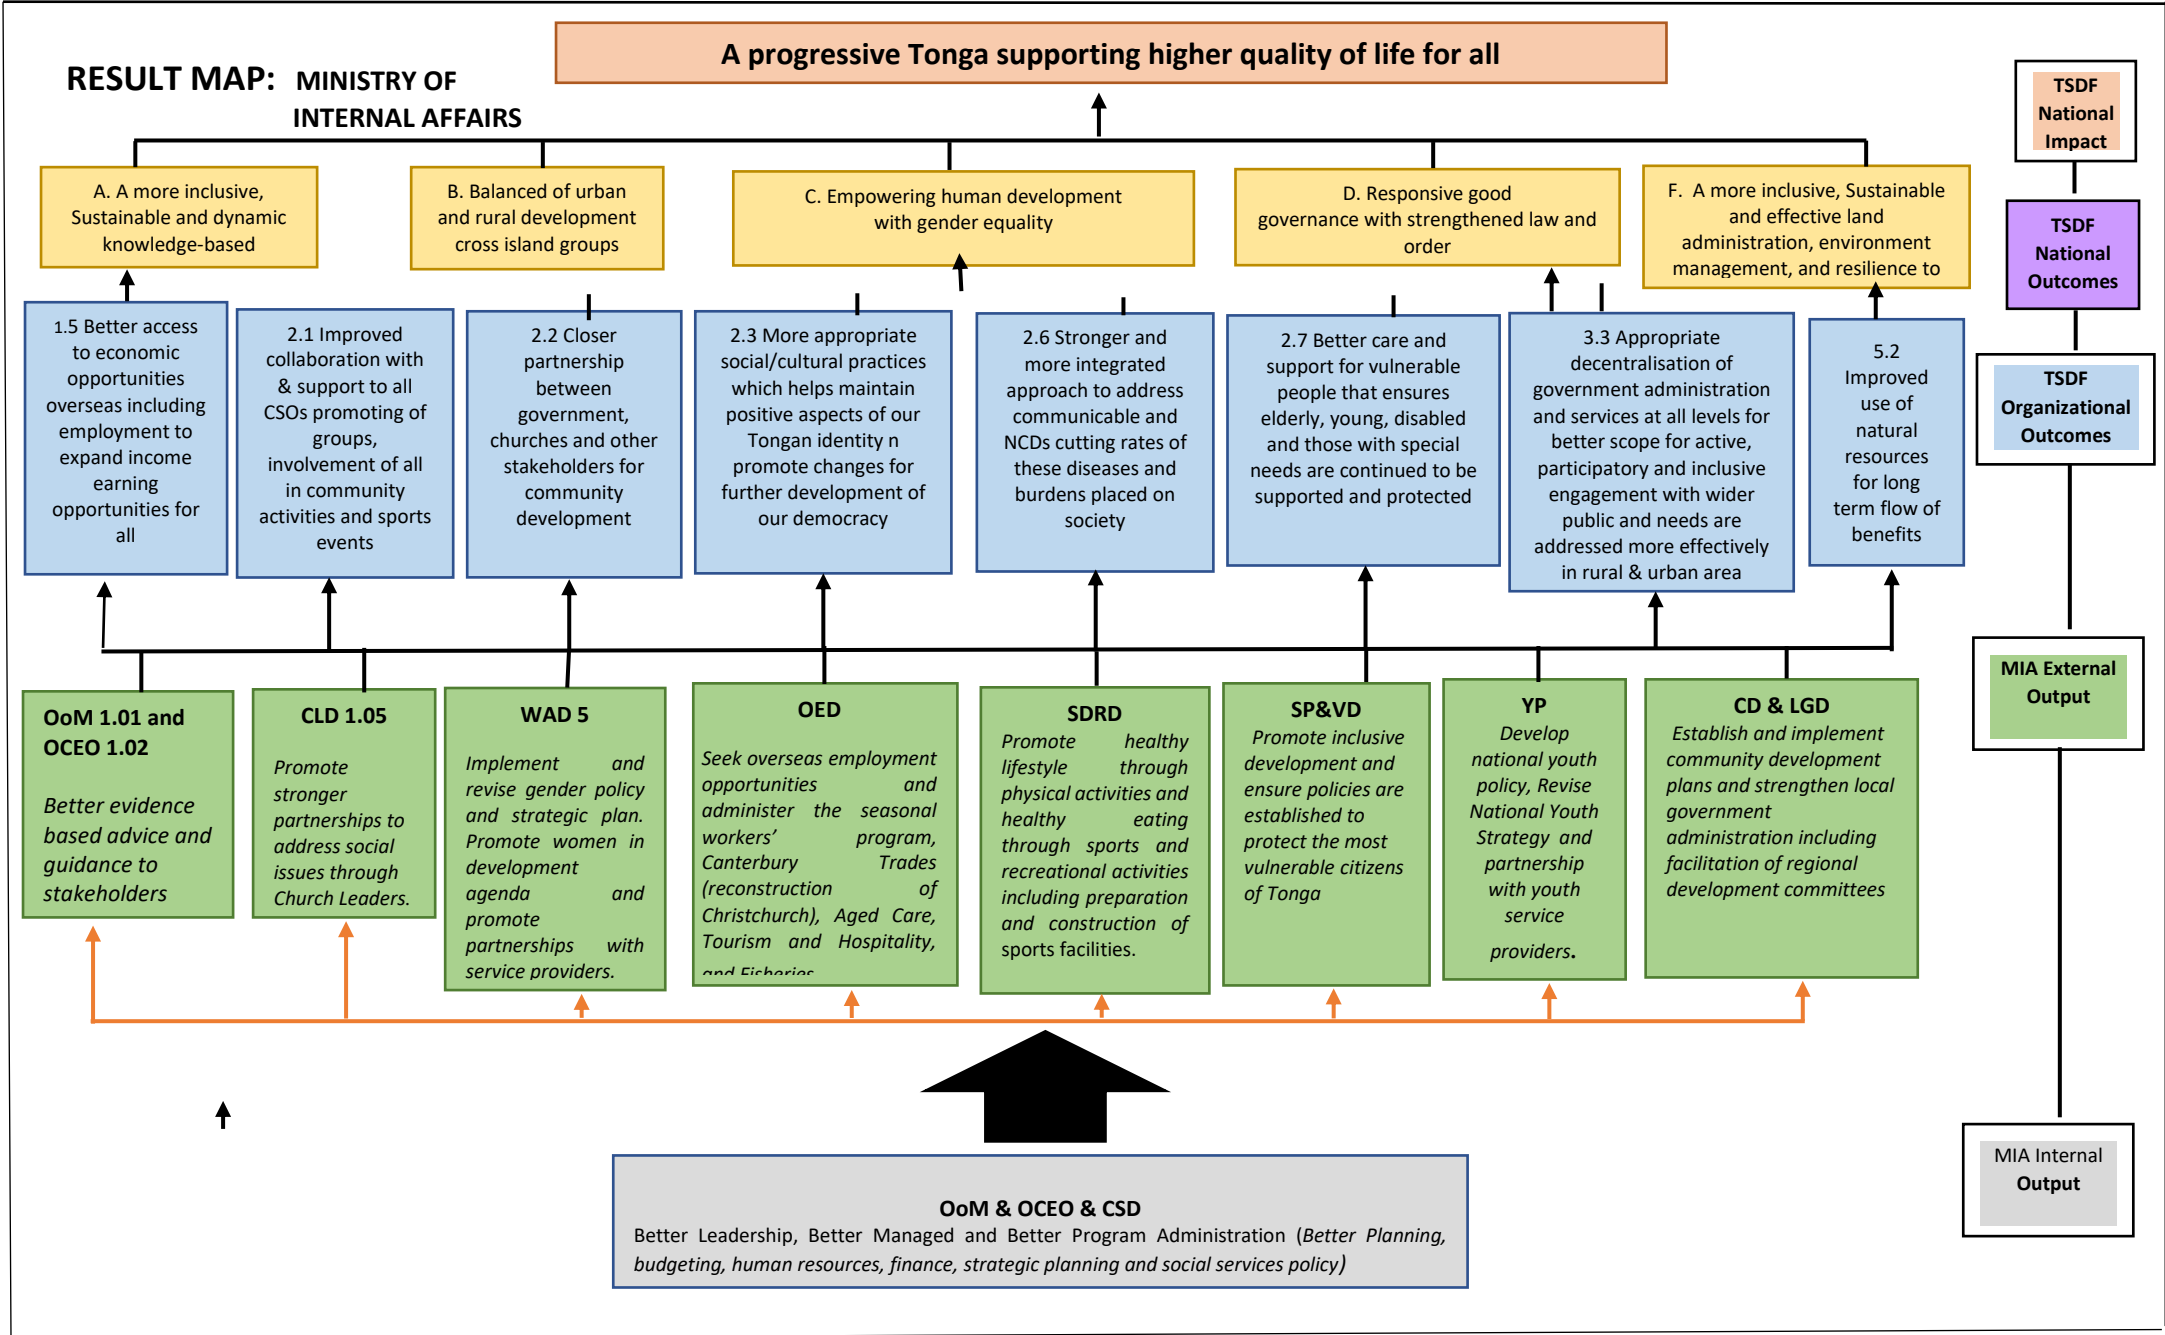 A progressive Tonga supporting higher quality of life for all
RESULT MAP: MINISTRY OF
INTERNAL AFFAIRS
TSDF
National
Impact
A. A more inclusive,
Sustainable and dynamic
knowledge-based
B. Balanced of urban
and rural development
cross island groups
C. Empowering human development
with gender equality
D. Responsive good
governance with strengthened law and
order
F. A more inclusive, Sustainable
and effective land
administration, environment
management, and resilience to
TSDF
National
Outcomes
1.5 Better access
to economic
opportunities
overseas including
employment to
expand income
earning
opportunities for
all
2.1 Improved
collaboration with
& support to all
CSOs promoting of
groups,
involvement of all
in community
activities and sports
events
2.2 Closer
partnership
between
government,
churches and other
stakeholders for
community
development
2.3 More appropriate
social/cultural practices
which helps maintain
positive aspects of our
Tongan identity n
promote changes for
further development of
our democracy
2.6 Stronger and
more integrated
approach to address
communicable and
NCDs cutting rates of
these diseases and
burdens placed on
society
2.7 Better care and
support for vulnerable
people that ensures
elderly, young, disabled
and those with special
needs are continued to be
supported and protected
3.3 Appropriate
decentralisation of
government administration
and services at all levels for
better scope for active,
participatory and inclusive
engagement with wider
public and needs are
addressed more effectively
in rural & urban area
5.2
Improved
use of
natural
resources
for long
term flow of
benefits
TSDF
Organizational
Outcomes
OoM 1.01 and
OCEO 1.02
Better evidence
based advice and
guidance to
stakeholders
CLD 1.05
Promote
stronger
partnerships to
address social
issues through
Church Leaders.
WAD 5
Implement and
revise gender policy
and strategic plan.
Promote women in
development
agenda and
promote
partnerships with
service providers.
OED
Seek overseas employment
opportunities and
administer the seasonal
workers’ program,
Canterbury Trades
(reconstruction of
Christchurch), Aged Care,
Tourism and Hospitality,
and Fisheries
SDRD
Promote healthy
lifestyle through
physical activities and
healthy eating
through sports and
recreational activities
including preparation
and construction of
sports facilities.
SP&VD
Promote inclusive
development and
ensure policies are
established to
protect the most
vulnerable citizens
of Tonga
YP
Develop
national youth
policy, Revise
National Youth
Strategy and
partnership
with youth
service
providers.
CD & LGD
Establish and implement
community development
plans and strengthen local
government
administration including
facilitation of regional
development committees
MIA External
Output
OoM & OCEO & CSD
Better Leadership, Better Managed and Better Program Administration (Better Planning,
budgeting, human resources, finance, strategic planning and social services policy)
MIA Internal
Output